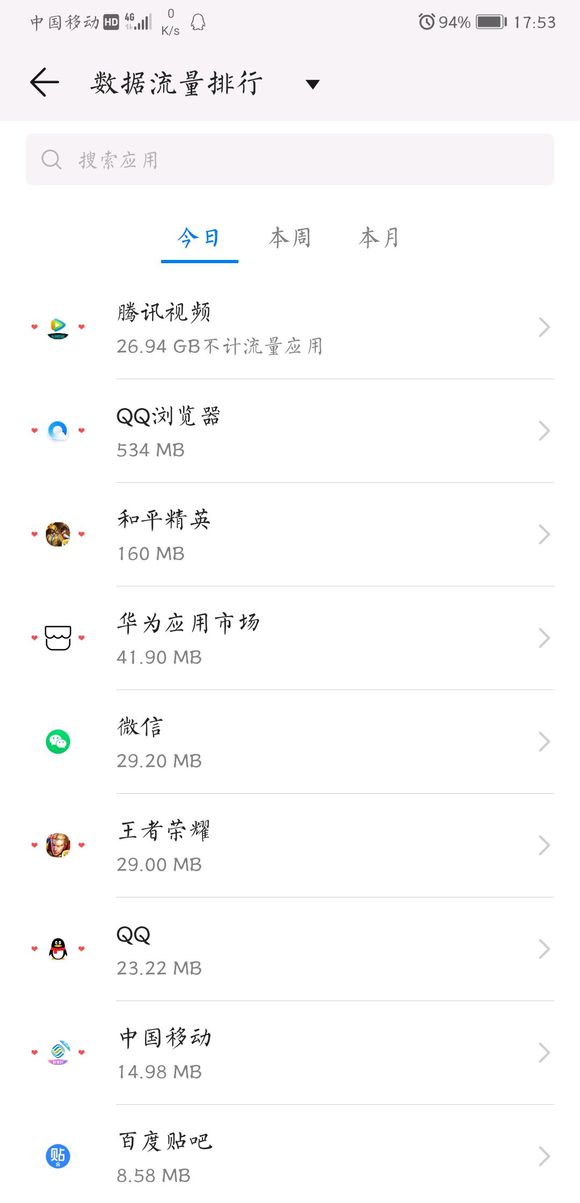 中国移动 HD 4G 0 K/s 94% 17:53
数据流量排行
搜索应用
今日 本周 本月
腾讯视频
26.94 GB不计流量应用
QQ浏览器
534 MB
和平精英
160 MB
华为应用市场
41.90 MB
微信
29.20 MB
王者荣耀
29.00 MB
QQ
23.22 MB
中国移动
14.98 MB
贴
百度贴吧
8.58 MB